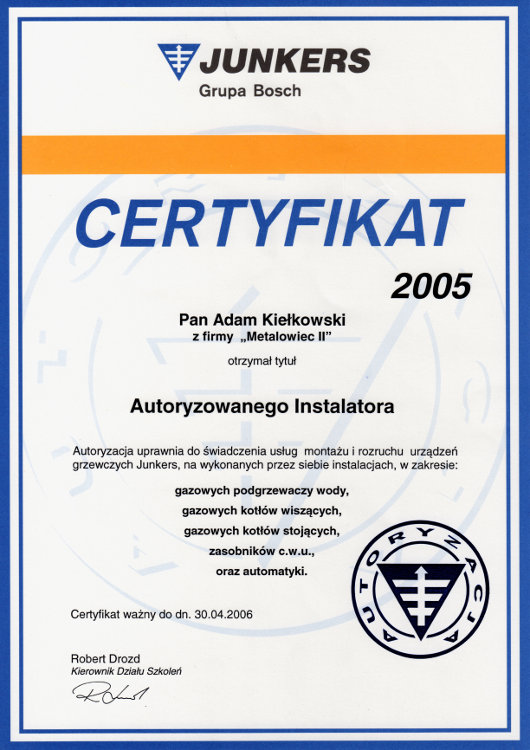 JUNKERS
Grupa Bosch
CERTYFIKAT
2005
Pan Adam Kiełkowski
z firmy „Metalowiec II”
otrzymał tytuł
Autoryzowanego Instalatora
Autoryzacja uprawnia do świadczenia usług montażu i rozruchu urządzeń
grzewczych Junkers, na wykonanych przez siebie instalacjach, w zakresie:
gazowych podgrzewaczy wody,
gazowych kotłów wiszących,
gazowych kotłów stojących,
zasobników c.w.u.,
oraz automatyki.
AUTORYZACJA
Certyfikat ważny do dn. 30.04.2006
Robert Drozd
Kierownik Działu Szkoleń